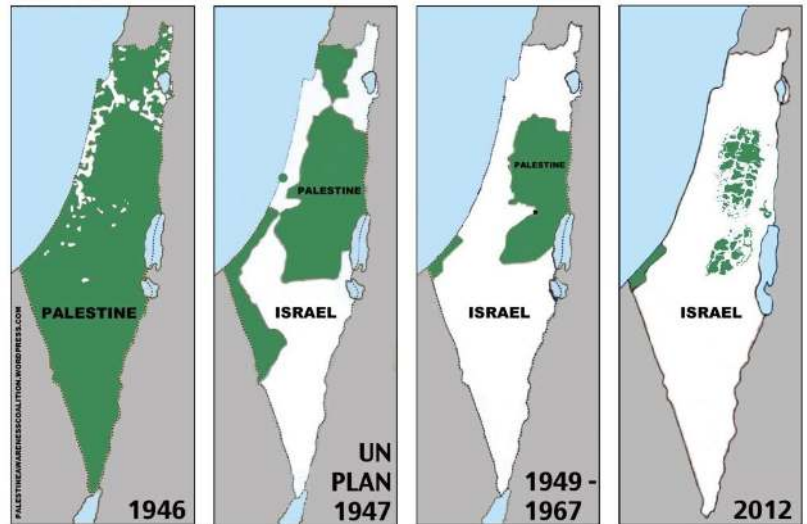 PALESTINEAWARENESSCOALITION.WORDPRESS.COM
PALESTINE
1946
PALESTINE
ISRAEL
UN
PLAN
1947
PALESTINE
ISRAEL
1949 -
1967
ISRAEL
2012